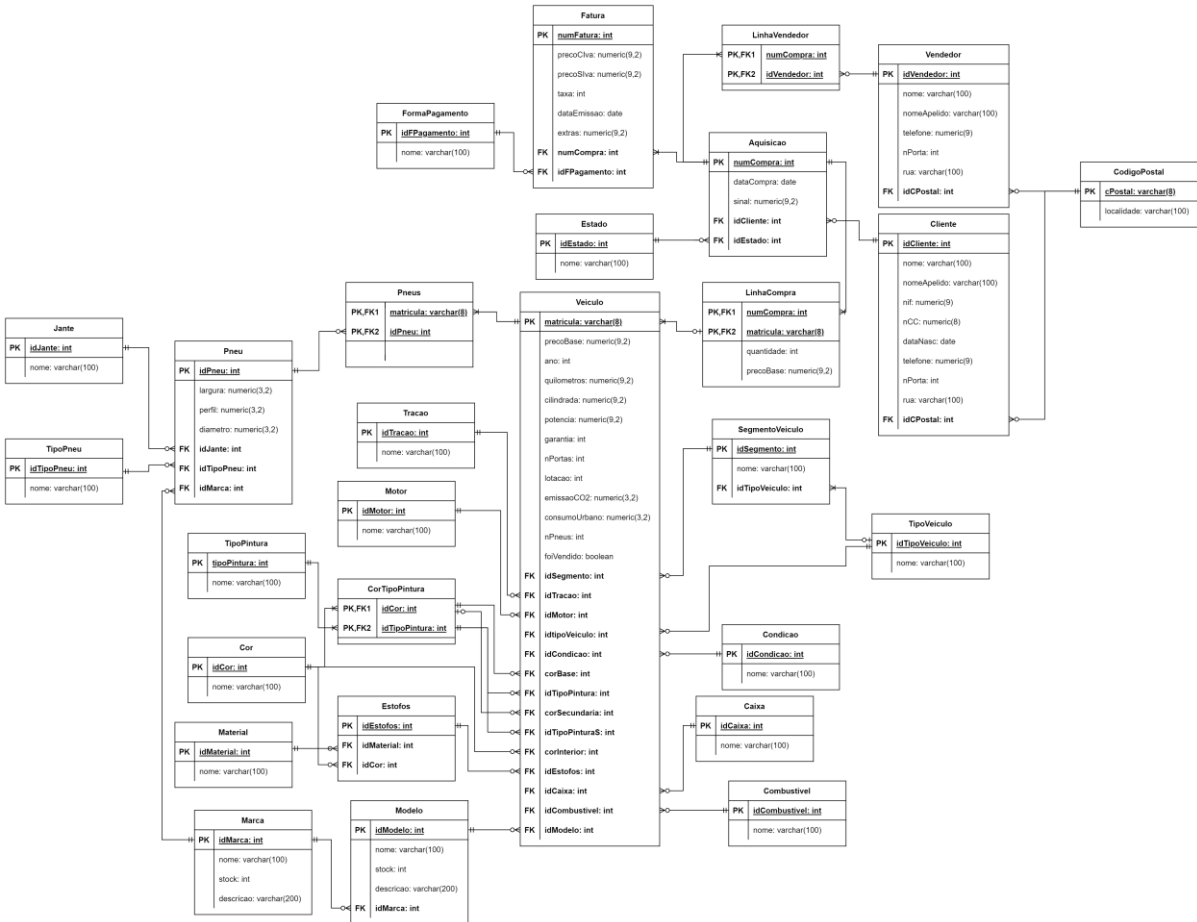 Fatura
PK numFatura: int
precoCIva: numeric(9,2)
precoSIva: numeric(9,2)
taxa: int
dataEmissao: date
extras: numeric(9,2)
FK numCompra: int
FK idFPagamento: int
LinhaVendedor
PK,FK1 numCompra: int
PK,FK2 idVendedor: int
Vendedor
PK idVendedor: int
nome: varchar(100)
nomeApelido: varchar(100)
telefone: numeric(9)
nPorta: int
rua: varchar(100)
FK idCPostal: int
FormaPagamento
PK idFPagamento: int
nome: varchar(100)
Aquisicao
PK numCompra: int
dataCompra: date
sinal: numeric(9,2)
FK idCliente: int
FK idEstado: int
CodigoPostal
PK cPostal: varchar(8)
localidade: varchar(100)
Estado
PK idEstado: int
nome: varchar(100)
Cliente
PK idCliente: int
nome: varchar(100)
nomeApelido: varchar(100)
nif: numeric(9)
nCC: numeric(8)
dataNasc: date
telefone: numeric(9)
nPorta: int
rua: varchar(100)
FK idCPostal: int
Pneus
PK,FK1 matricula: varchar(8)
PK,FK2 idPneu: int
Veiculo
PK matricula: varchar(8)
precoBase: numeric(9,2)
ano: int
quilometros: numeric(9,2)
cilindrada: numeric(9,2)
potencia: numeric(9,2)
garantia: int
nPortas: int
lotacao: int
emissaoCO2: numeric(3,2)
consumoUrbano: numeric(3,2)
nPneus: int
foiVendido: boolean
FK idSegmento: int
FK idTracao: int
FK idMotor: int
FK idtipoVeiculo: int
FK idCondicao: int
FK corBase: int
FK idTipoPintura: int
FK corSecundaria: int
FK idTipoPinturaS: int
FK corInterior: int
FK idEstofos: int
FK idCaixa: int
FK idCombustivel: int
FK idModelo: int
LinhaCompra
PK,FK1 numCompra: int
PK,FK2 matricula: varchar(8)
quantidade: int
precoBase: numeric(9,2)
Jante
PK idJante: int
nome: varchar(100)
Pneu
PK idPneu: int
largura: numeric(3,2)
perfil: numeric(3,2)
diametro: numeric(3,2)
FK idJante: int
FK idTipoPneu: int
FK idMarca: int
TipoPneu
PK idTipoPneu: int
nome: varchar(100)
Tracao
PK idTracao: int
nome: varchar(100)
SegmentoVeiculo
PK idSegmento: int
nome: varchar(100)
FK idTipoVeiculo: int
Motor
PK idMotor: int
nome: varchar(100)
TipoVeiculo
PK idTipoVeiculo: int
nome: varchar(100)
TipoPintura
PK tipoPintura: int
nome: varchar(100)
CorTipoPintura
PK,FK1 idCor: int
PK,FK2 idTipoPintura: int
Cor
PK idCor: int
nome: varchar(100)
Condicao
PK idCondicao: int
nome: varchar(100)
Estofos
PK idEstofos: int
FK idMaterial: int
FK idCor: int
Caixa
PK idCaixa: int
nome: varchar(100)
Material
PK idMaterial: int
nome: varchar(100)
Combustivel
PK idCombustivel: int
nome: varchar(100)
Marca
PK idMarca: int
nome: varchar(100)
stock: int
descricao: varchar(200)
Modelo
PK idModelo: int
nome: varchar(100)
stock: int
descricao: varchar(200)
FK idMarca: int